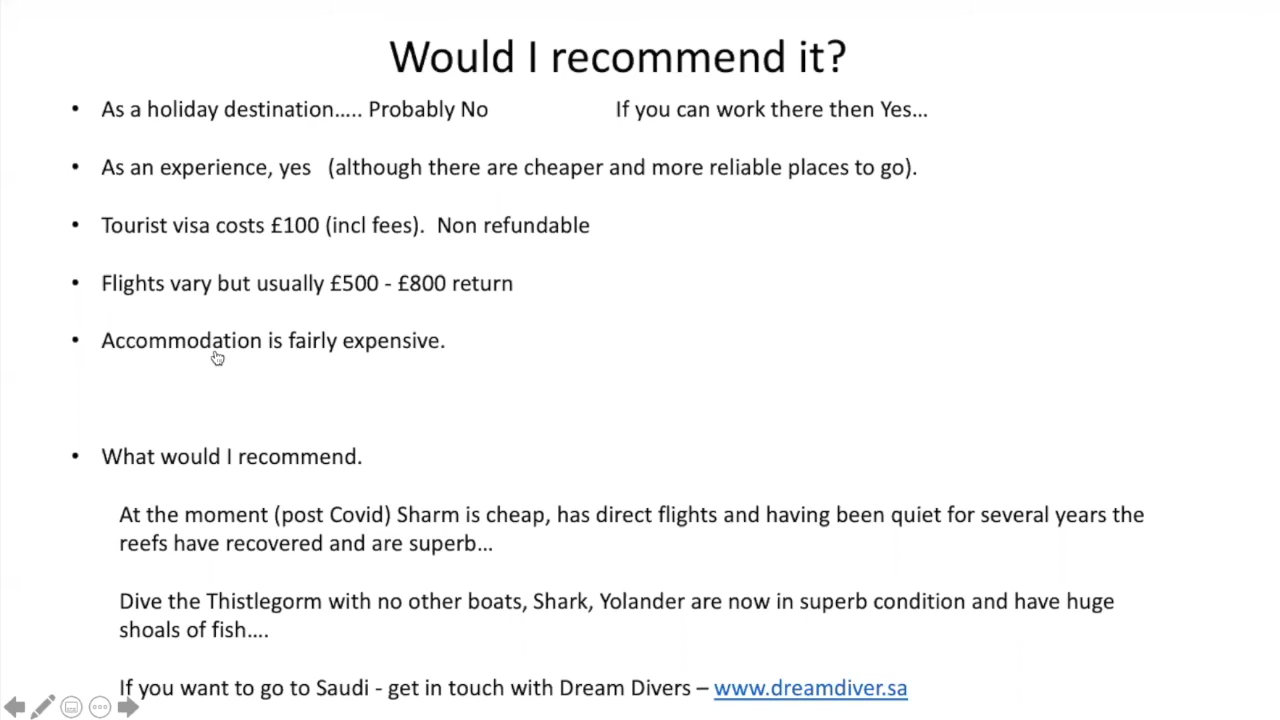 Would I recommend it?
• As a holiday destination..... Probably No If you can work there then Yes...
• As an experience, yes (although there are cheaper and more reliable places to go).
• Tourist visa costs £100 (incl fees). Non refundable
• Flights vary but usually £500 - £800 return
• Accommodation is fairly expensive.
• What would I recommend.
At the moment (post Covid) Sharm is cheap, has direct flights and having been quiet for several years the
reefs have recovered and are superb...
Dive the Thistlegorm with no other boats, Shark, Yolander are now in superb condition and have huge
shoals of fish....
If you want to go to Saudi - get in touch with Dream Divers – www.dreamdiver.sa